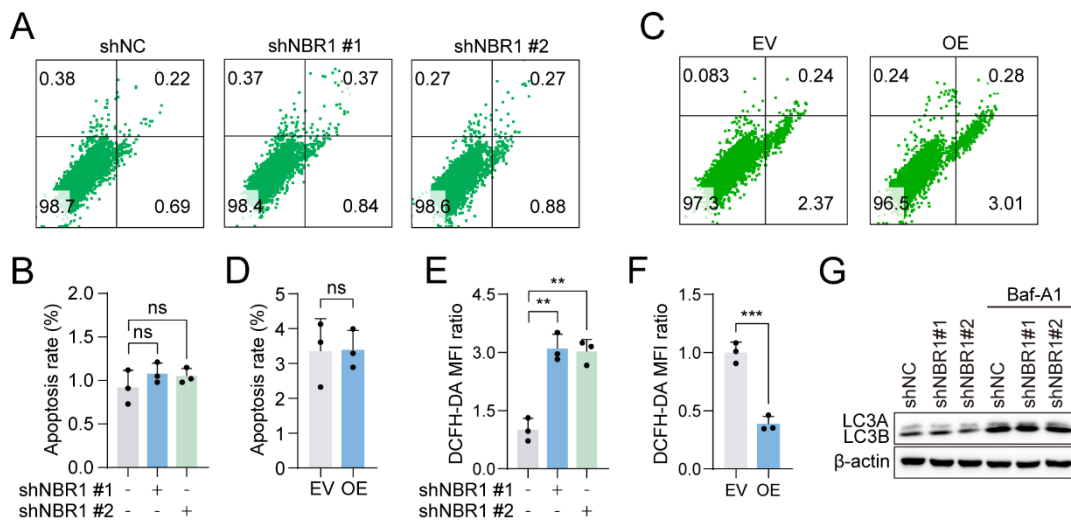 A
shNC
shNBR1 #1
shNBR1 #2
0.38
0.22
98.7
0.69
0.37
0.37
98.4
0.84
0.27
0.27
98.6
0.88
C
EV
OE
0.083
0.24
97.3
2.37
0.24
0.28
96.5
3.01
B
Apoptosis rate (%)
2.0
1.5
1.0
0.5
0.0
ns
ns
shNBR1 #1 - + -
shNBR1 #2 - - +
D
Apoptosis rate (%)
5
4
3
2
1
0
ns
EV OE
E
DCFH-DA MFI ratio
4.5
3.0
1.5
0.0
**
**
shNBR1 #1 - + -
shNBR1 #2 - - +
F
DCFH-DA MFI ratio
1.5
1.0
0.5
0.0
***
EV OE
G
Baf-A1
shNC
shNBR1#1
shNBR1#2
shNC
shNBR1#1
shNBR1#2
LC3A
LC3B
β-actin